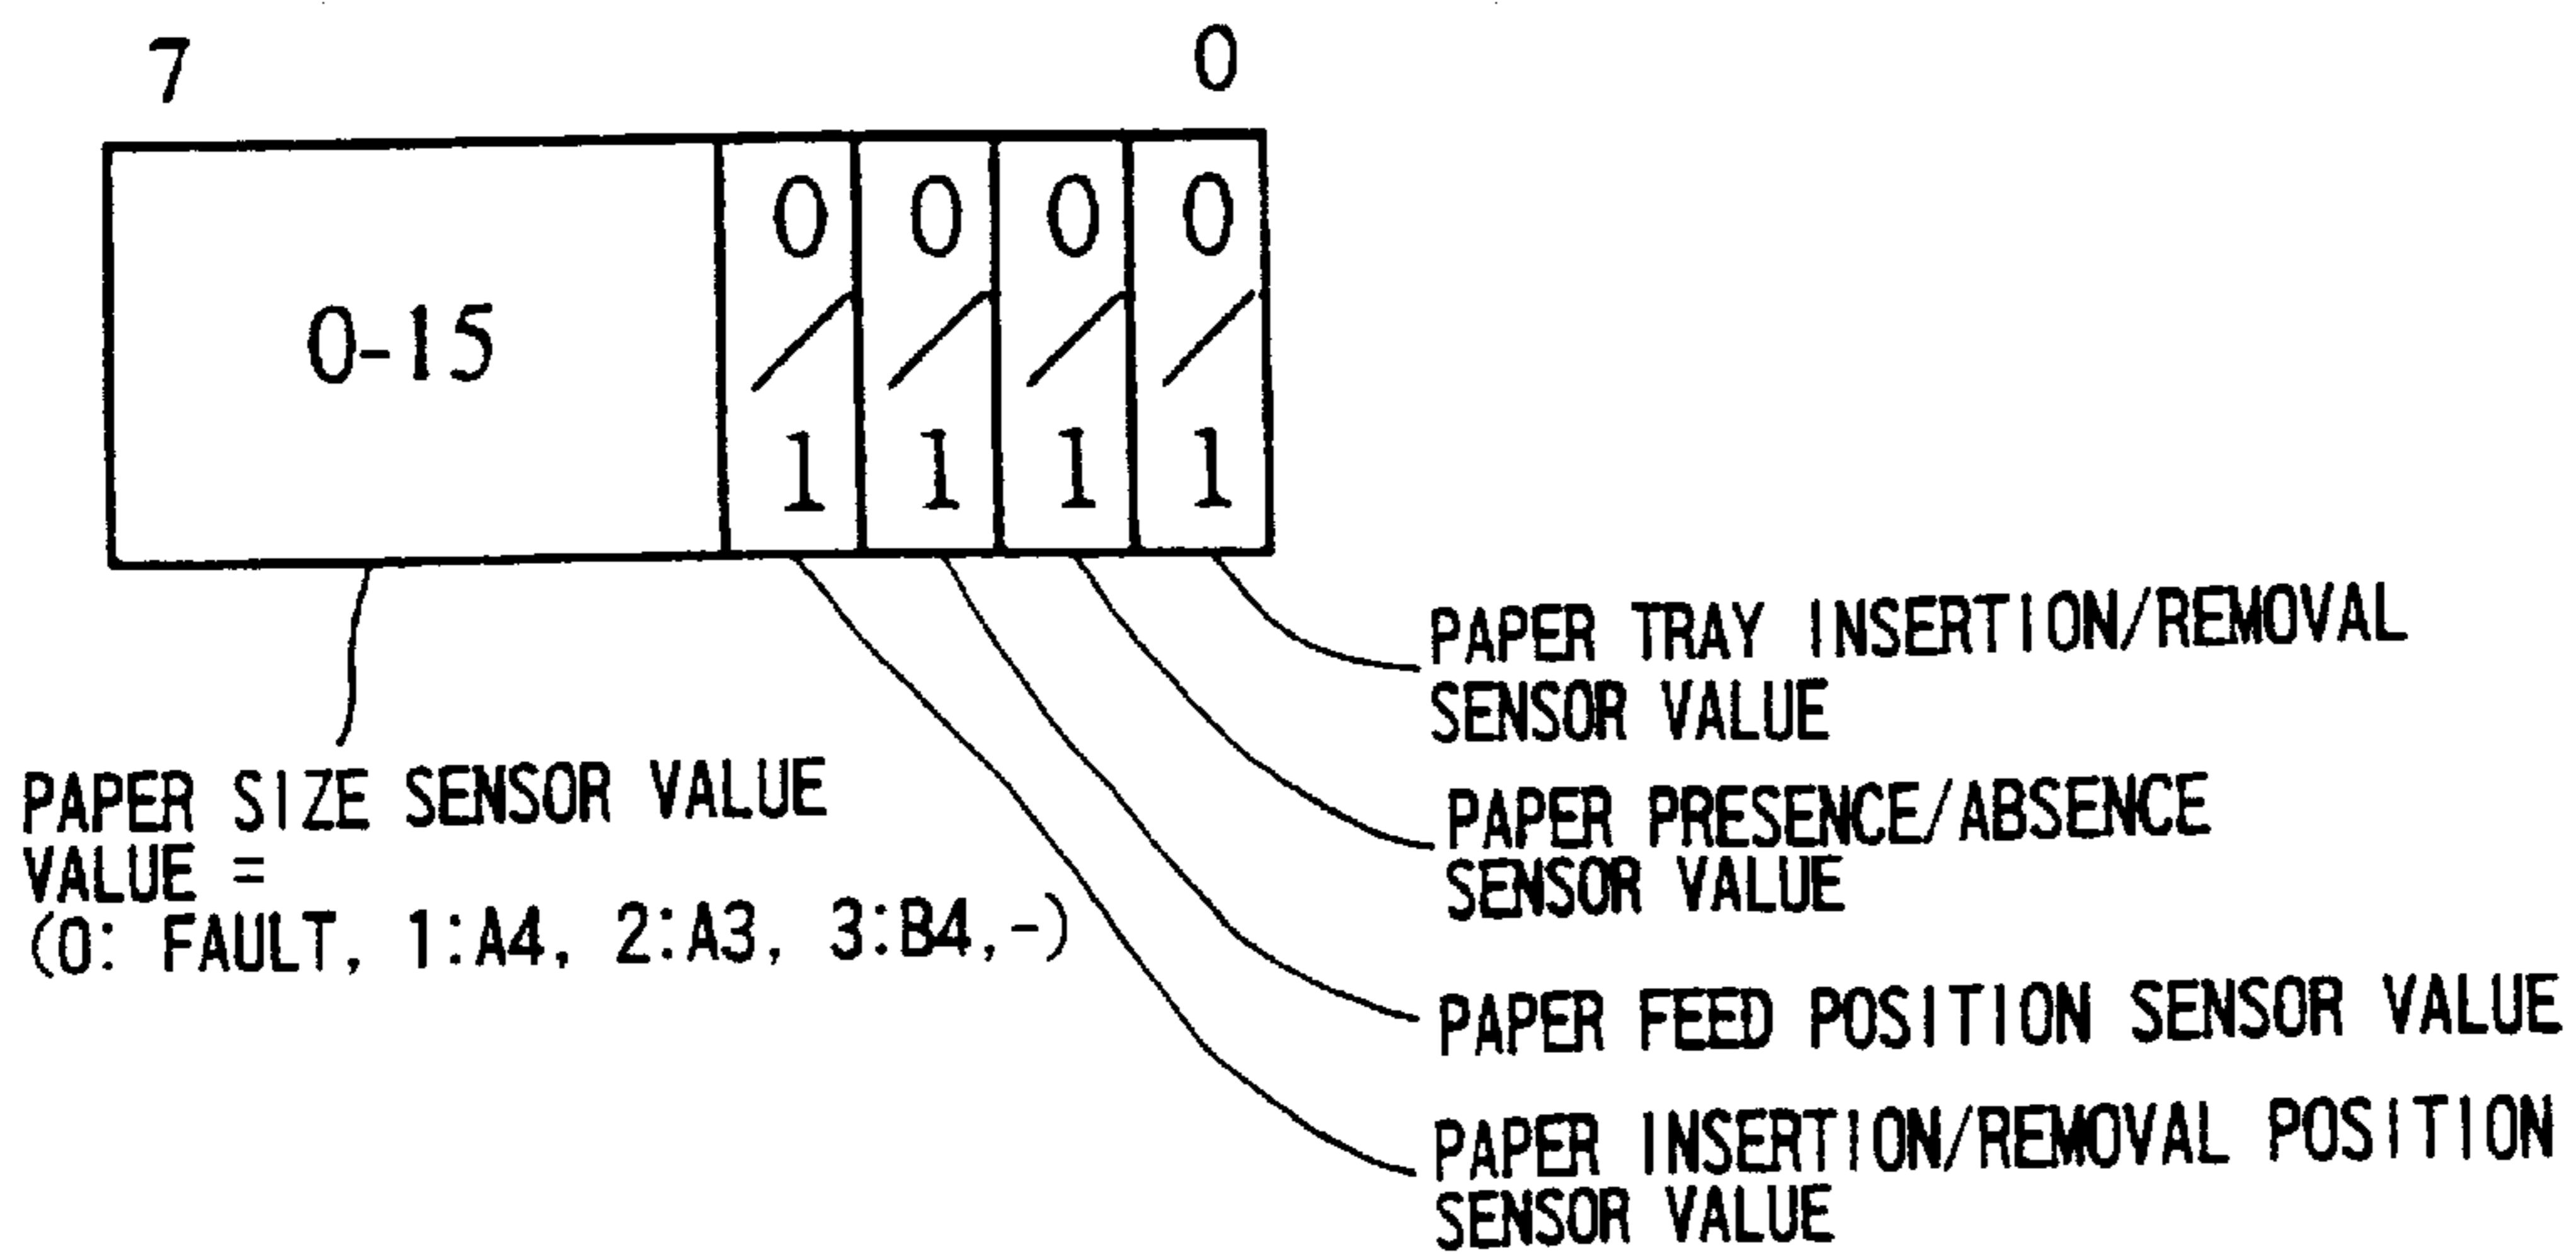 7 0
0 0 0 0
0-15
1 1 1 1
PAPER TRAY INSERTION/REMOVAL
SENSOR VALUE
PAPER SIZE SENSOR VALUE
VALUE =
(0: FAULT, 1:A4, 2:A3, 3:B4,-)
PAPER PRESENCE/ABSENCE
SENSOR VALUE
PAPER FEED POSITION SENSOR VALUE
PAPER INSERTION/REMOVAL POSITION
SENSOR VALUE